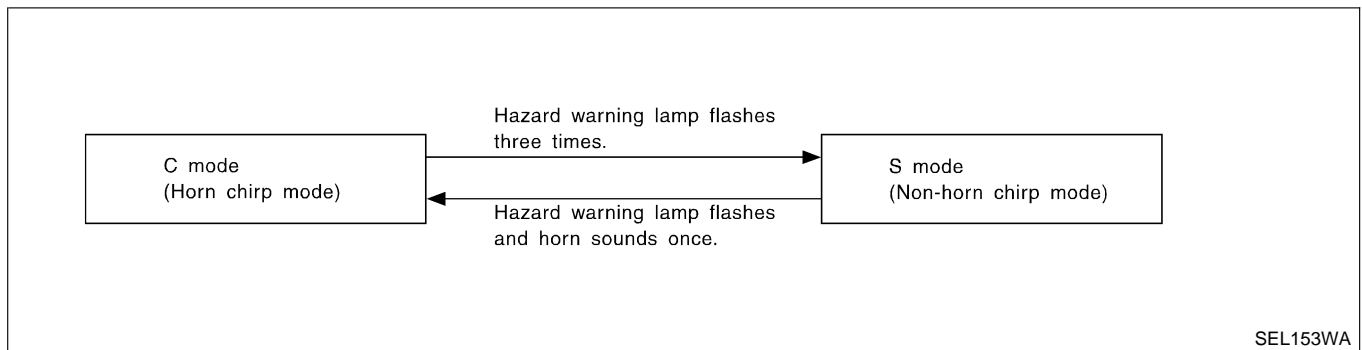 Hazard warning lamp flashes
three times.
C mode
(Horn chirp mode)
S mode
(Non-horn chirp mode)
Hazard warning lamp flashes
and horn sounds once.
SEL153WA